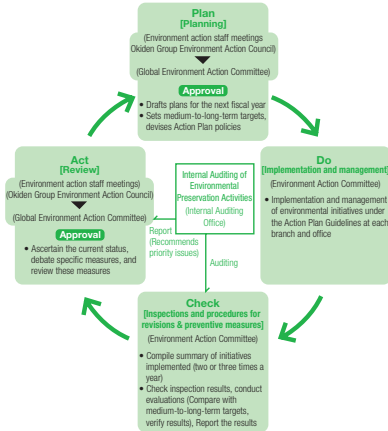 Plan
[Planning]
(Environment action staff meetings
Okiden Group Environment Action Council)
(Global Environment Action Committee)
Approval
• Drafts plans for the next fiscal year
• Sets medium-to-long-term targets,
devises Action Plan policies
Do
[Implementation and management]
(Environment Action Committee)
• Implementation and management
of environmental initiatives under
the Action Plan Guidelines at each
branch and office
Check
[Inspections and procedures for
revisions & preventive measures]
(Environment Action Committee)
• Compile summary of initiatives
implemented (two or three times a
year)
• Check inspection results, conduct
evaluations (Compare with
medium-to-long-term targets,
verify results), Report the results
Act
[Review]
(Environment action staff meetings)
(Okiden Group Environment Action Council)
(Global Environment Action Committee)
Approval
• Ascertain the current status,
debate specific measures, and
review these measures
Internal Auditing of
Environmental
Preservation Activities
(Internal Auditing
Office)
Report
(Recommends
priority issues)
Auditing